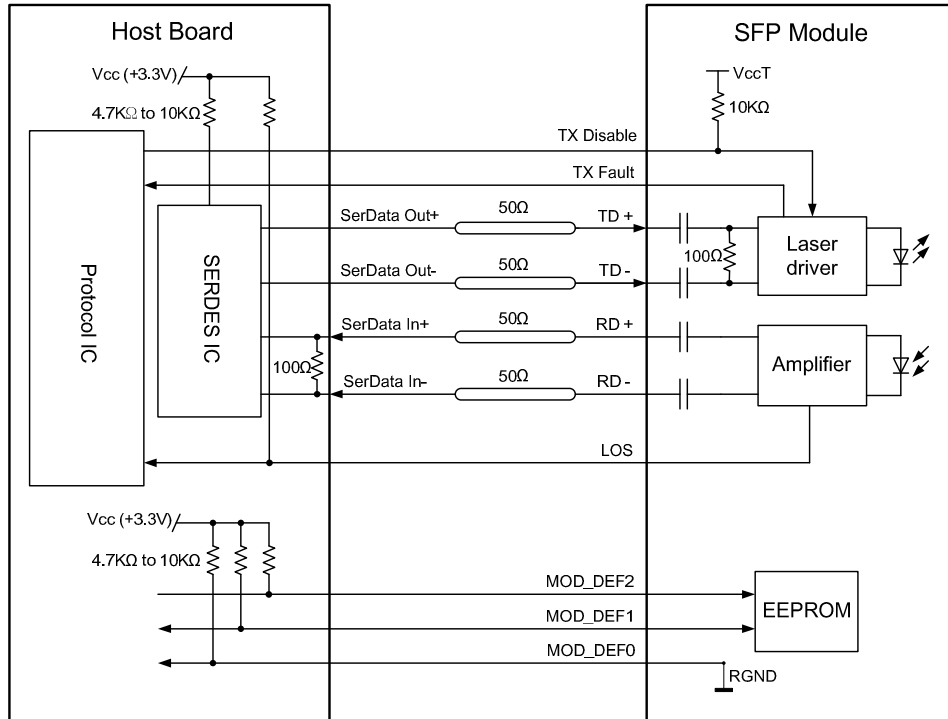 Host Board
SFP Module
Vcc (+3.3V)
4.7KΩ to 10KΩ
VccT
10KΩ
TX Disable
TX Fault
Protocol IC
SERDES IC
SerData Out+
50Ω
TD +
SerData Out-
50Ω
TD -
100Ω
Laser
driver
SerData In+
50Ω
RD +
100Ω
SerData In-
50Ω
RD -
Amplifier
LOS
Vcc (+3.3V)
4.7KΩ to 10KΩ
MOD_DEF2
MOD_DEF1
MOD_DEF0
EEPROM
RGND